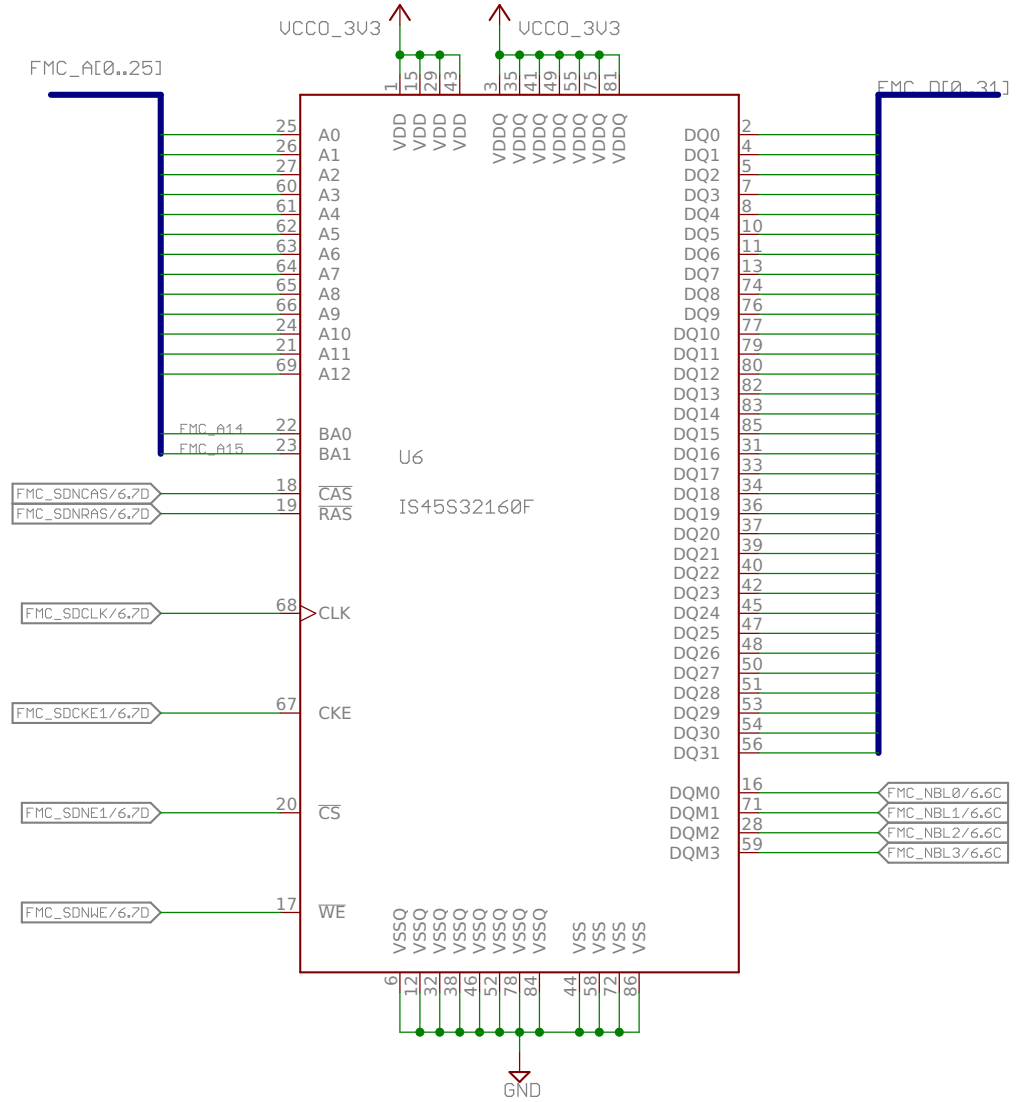 VCCO_3V3 VCCO_3V3
FMC_A[0..25]
FMC_D[0..31]
1 15 29 43 3 35 41 49 55 75 81
VDD VDD VDD VDD VDDQ VDDQ VDDQ VDDQ VDDQ VDDQ VDDQ
25 A0 DQ0 2
26 A1 DQ1 4
27 A2 DQ2 5
60 A3 DQ3 7
61 A4 DQ4 8
62 A5 DQ5 10
63 A6 DQ6 11
64 A7 DQ7 13
65 A8 DQ8 74
66 A9 DQ9 76
24 A10 DQ10 77
21 A11 DQ11 79
69 A12 DQ12 80
DQ13 82
DQ14 83
FMC_A14 22 BA0 DQ15 85
FMC_A15 23 BA1 DQ16 31
U6
DQ17 33
FMC_SDNCAS/6.7D 18 CAS DQ18 34
IS45S32160F
FMC_SDNRAS/6.7D 19 RAS DQ19 36
DQ20 37
DQ21 39
DQ22 40
DQ23 42
FMC_SDCLK/6.7D 68 CLK DQ24 45
DQ25 47
DQ26 48
DQ27 50
DQ28 51
FMC_SDCKE1/6.7D 67 CKE DQ29 53
DQ30 54
DQ31 56
DQM0 16 FMC_NBL0/6.6C
FMC_SDNE1/6.7D 20 CS DQM1 71 FMC_NBL1/6.6C
DQM2 28 FMC_NBL2/6.6C
DQM3 59 FMC_NBL3/6.6C
FMC_SDNWE/6.7D 17 WE
VSSQ VSSQ VSSQ VSSQ VSSQ VSSQ VSSQ VSSQ VSS VSS VSS VSS
6 12 32 38 46 52 78 84 44 58 72 86
GND